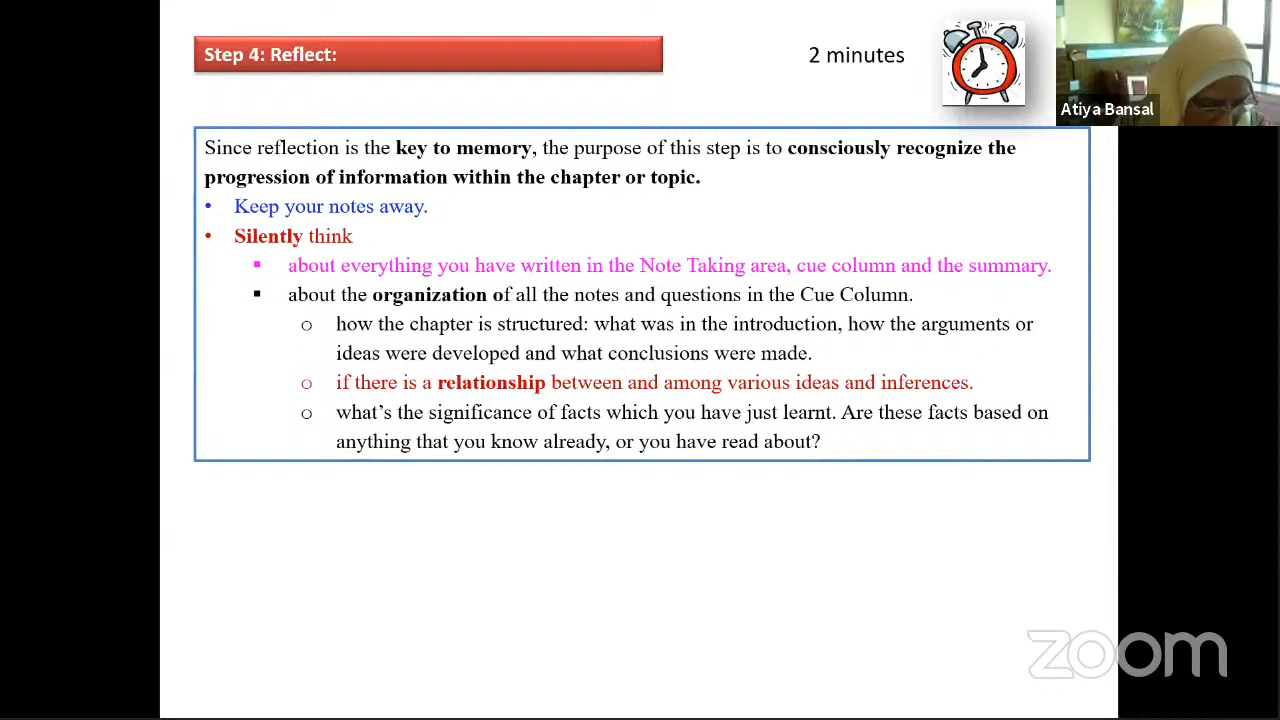 Step 4: Reflect:
2 minutes
Atiya Bansal
Since reflection is the key to memory, the purpose of this step is to consciously recognize the
progression of information within the chapter or topic.
• Keep your notes away.
• Silently think
▪ about everything you have written in the Note Taking area, cue column and the summary.
▪ about the organization of all the notes and questions in the Cue Column.
o how the chapter is structured: what was in the introduction, how the arguments or
ideas were developed and what conclusions were made.
o if there is a relationship between and among various ideas and inferences.
o what’s the significance of facts which you have just learnt. Are these facts based on
anything that you know already, or you have read about?
zoom